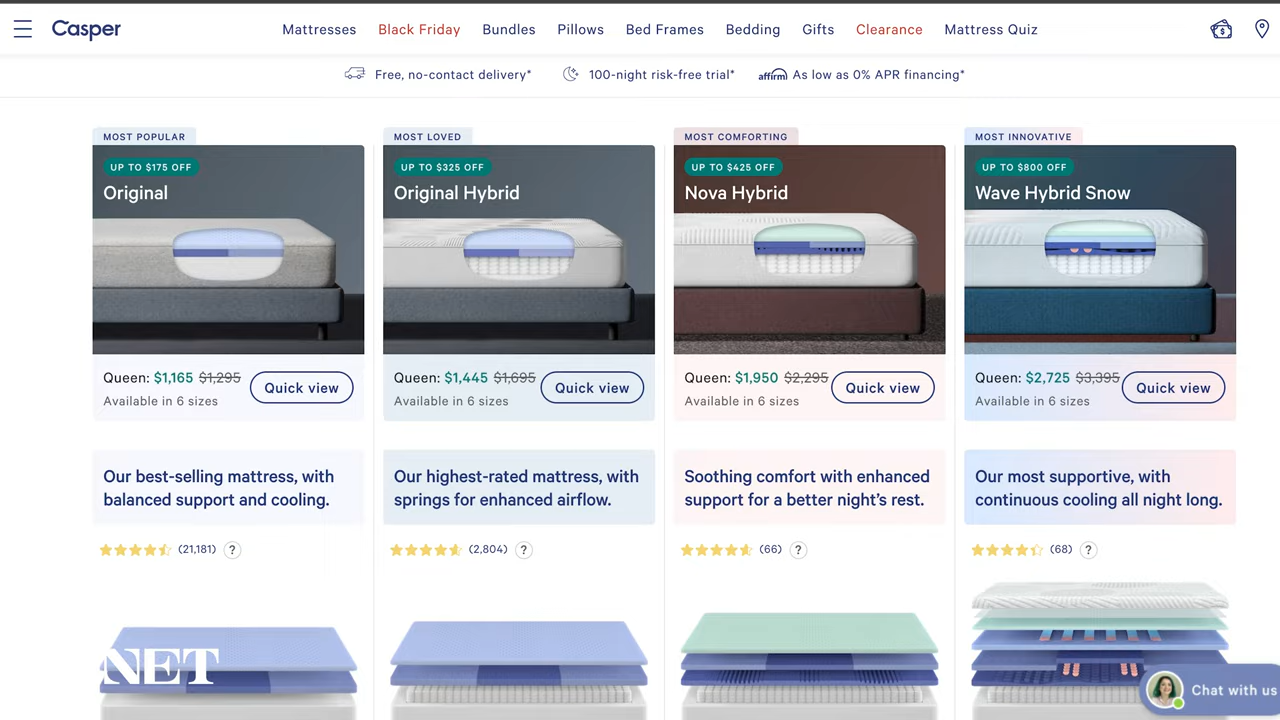 Casper
Mattresses Black Friday Bundles Pillows Bed Frames Bedding Gifts Clearance Mattress Quiz
Free, no-contact delivery* 100-night risk-free trial* affirm As low as 0% APR financing*
MOST POPULAR
UP TO $175 OFF
Original
Queen: $1,165 $1,295
Available in 6 sizes
Quick view
Our best-selling mattress, with
balanced support and cooling.
(21,181) ?
MOST LOVED
UP TO $325 OFF
Original Hybrid
Queen: $1,445 $1,695
Available in 6 sizes
Quick view
Our highest-rated mattress, with
springs for enhanced airflow.
(2,804) ?
MOST COMFORTING
UP TO $425 OFF
Nova Hybrid
Queen: $1,950 $2,295
Available in 6 sizes
Quick view
Soothing comfort with enhanced
support for a better night’s rest.
(66) ?
MOST INNOVATIVE
UP TO $800 OFF
Wave Hybrid Snow
Queen: $2,725 $3,395
Available in 6 sizes
Quick view
Our most supportive, with
continuous cooling all night long.
(68) ?
NET
Chat with us